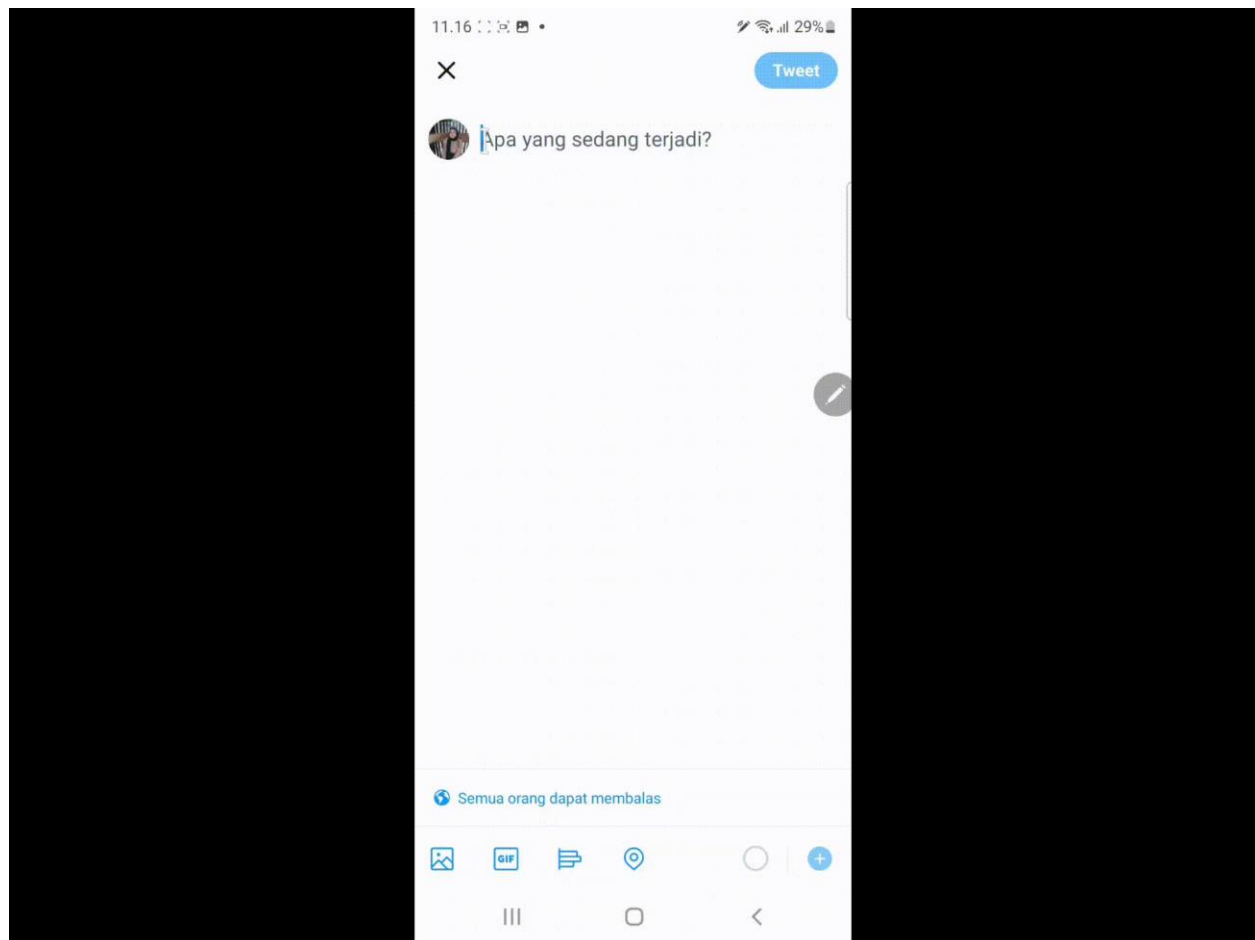 11.16 29%
Tweet
Apa yang sedang terjadi?
Semua orang dapat membalas
GIF